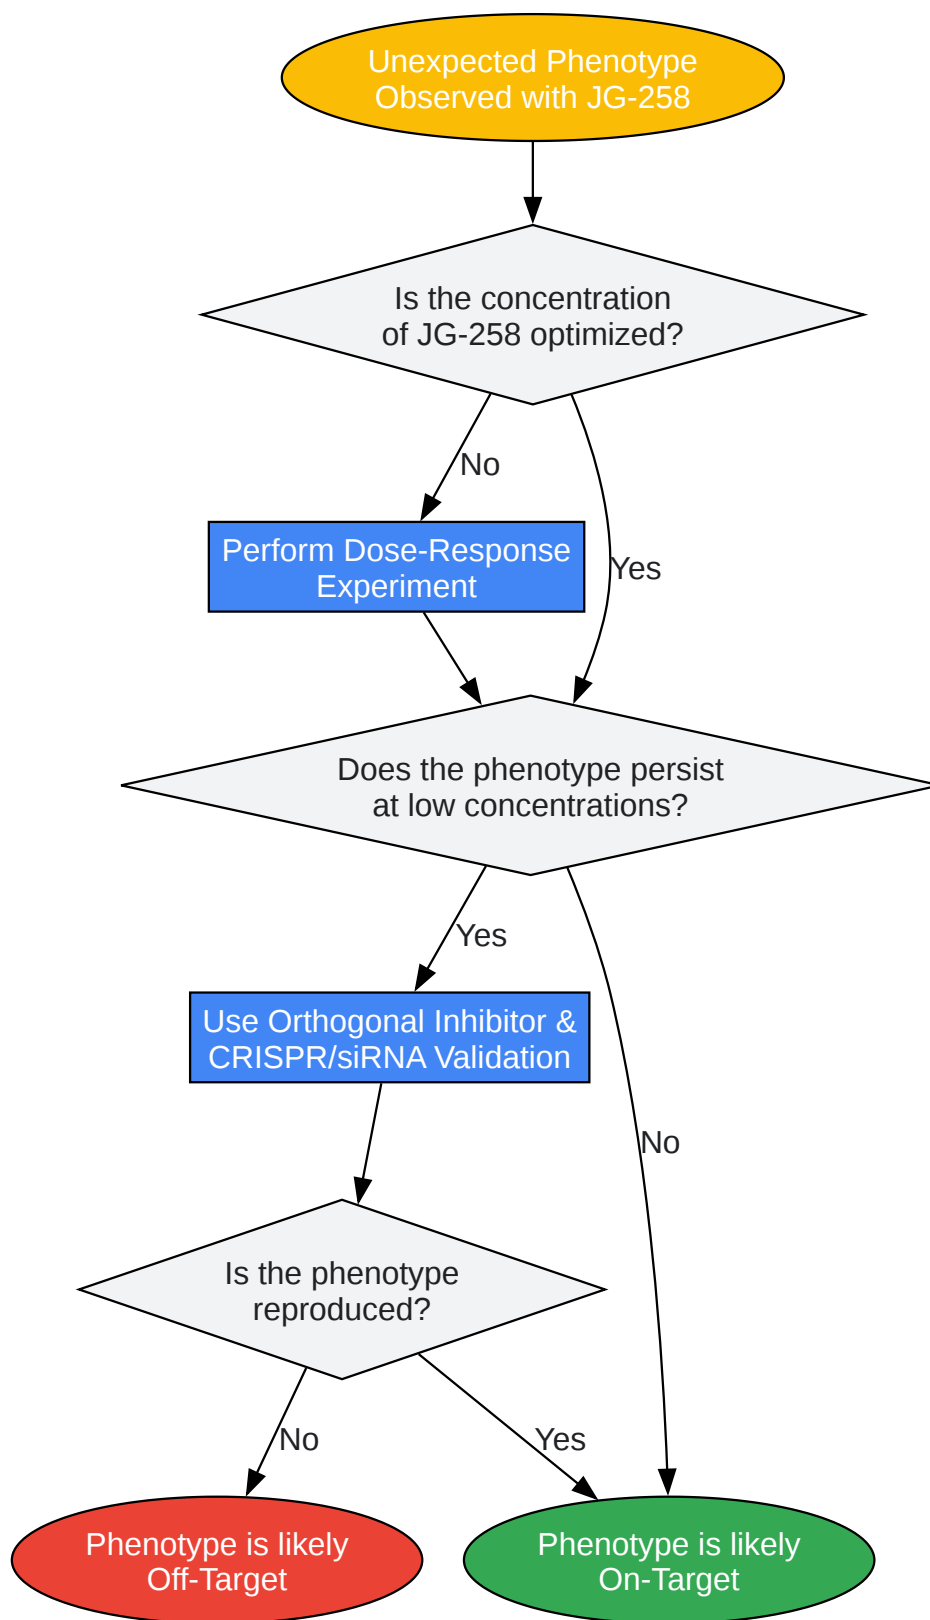 Unexpected Phenotype
Observed with JG-258
Is the concentration
of JG-258 optimized?
No
Perform Dose-Response
Experiment
Yes
Does the phenotype persist
at low concentrations?
Yes
Use Orthogonal Inhibitor &
CRISPR/siRNA Validation
No
Is the phenotype
reproduced?
No
Yes
Phenotype is likely
Off-Target
Phenotype is likely
On-Target